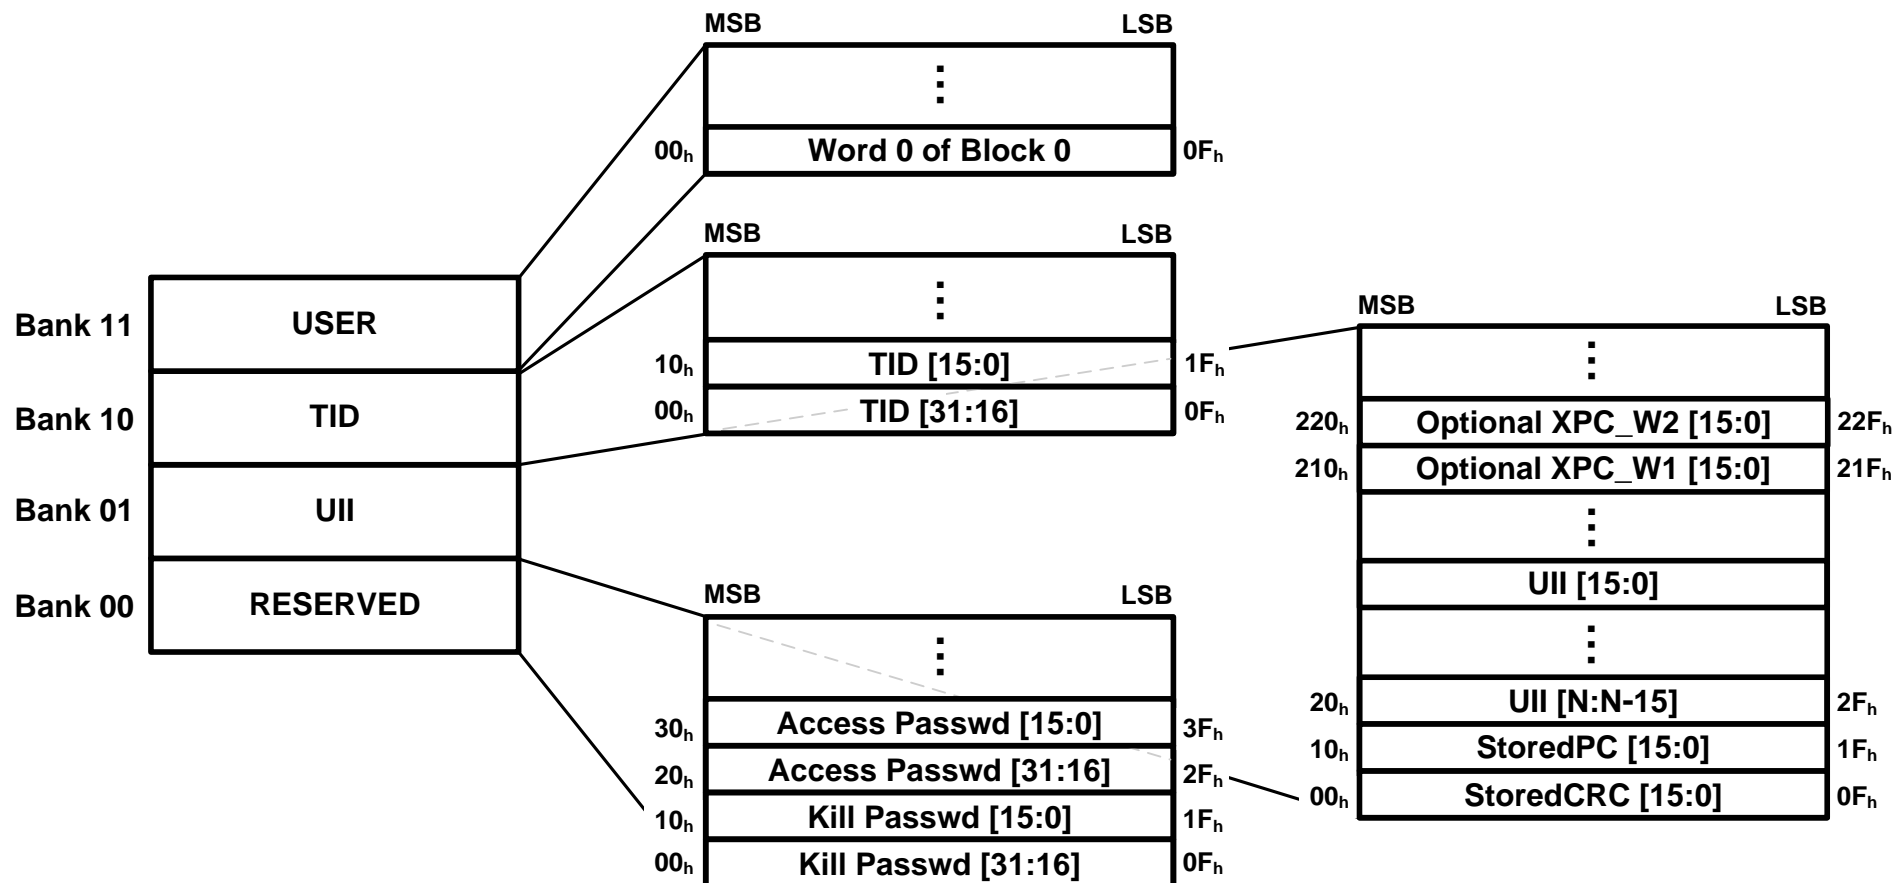 MSB LSB
00h Word 0 of Block 0 0Fh
MSB LSB
10h TID [15:0] 1Fh
00h TID [31:16] 0Fh
Bank 11 USER
Bank 10 TID
Bank 01 UII
Bank 00 RESERVED
MSB LSB
220h Optional XPC_W2 [15:0] 22Fh
210h Optional XPC_W1 [15:0] 21Fh
UII [15:0]
20h UII [N:N-15] 2Fh
10h StoredPC [15:0] 1Fh
00h StoredCRC [15:0] 0Fh
MSB LSB
30h Access Passwd [15:0] 3Fh
20h Access Passwd [31:16] 2Fh
10h Kill Passwd [15:0] 1Fh
00h Kill Passwd [31:16] 0Fh